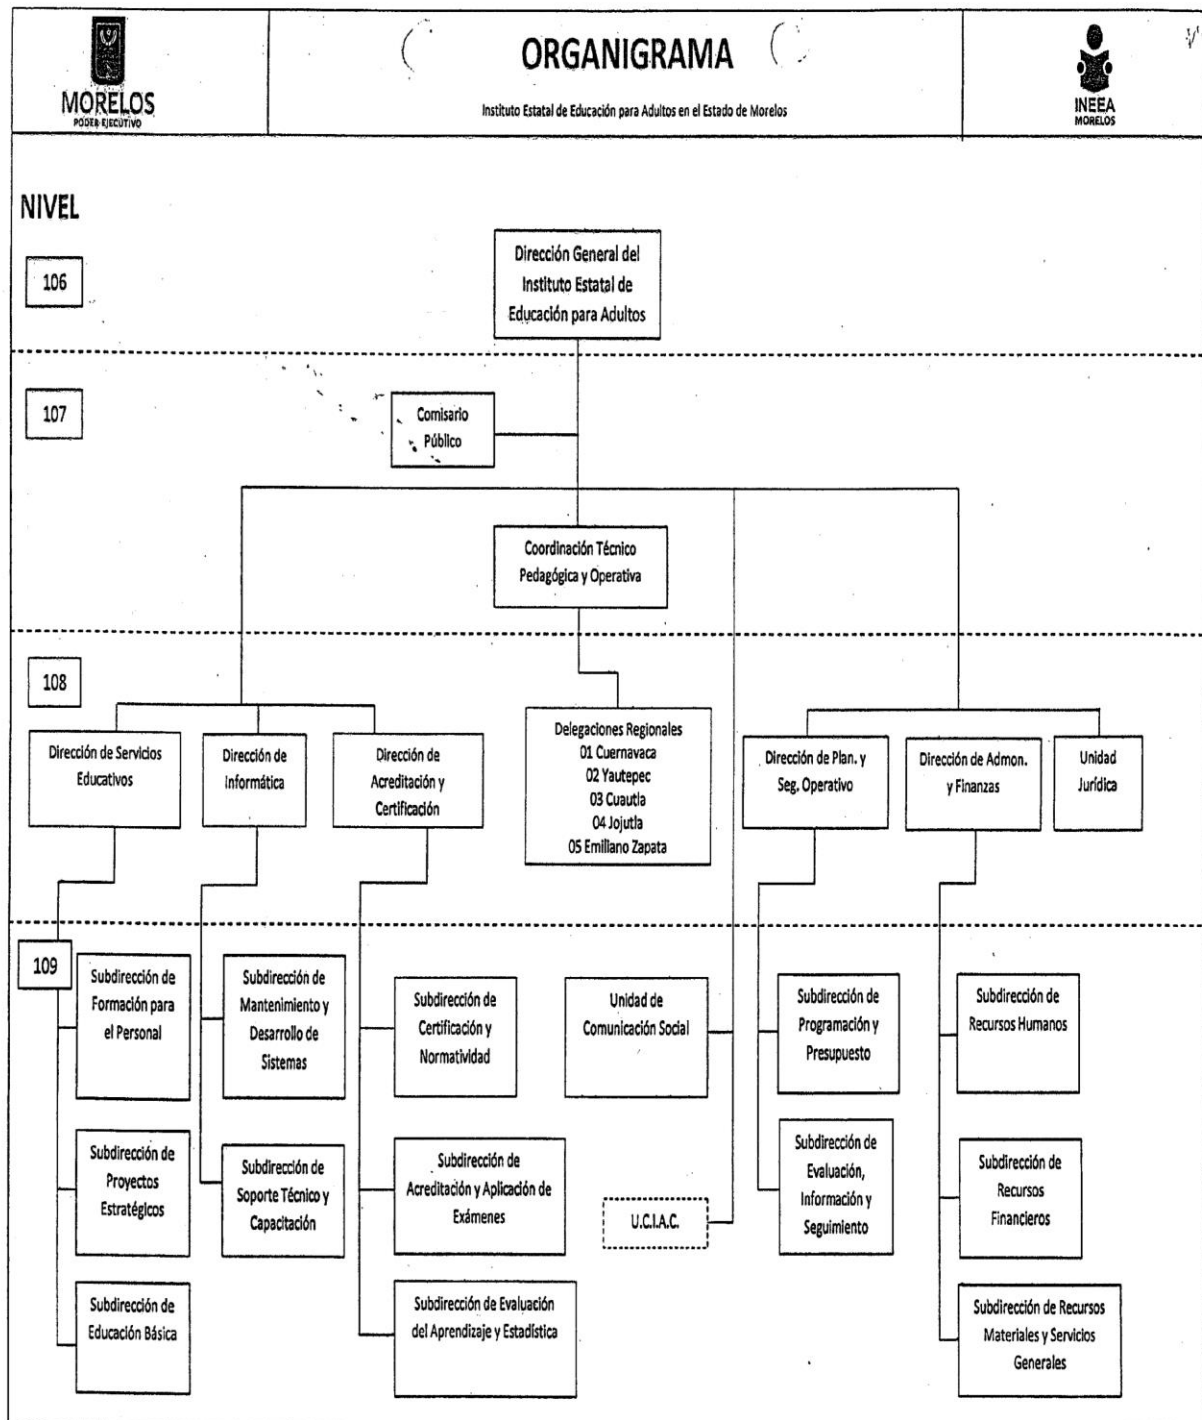 MORELOS
PODER EJECUTIVO
ORGANIGRAMA
Instituto Estatal de Educación para Adultos en el Estado de Morelos
INEEA
MORELOS
NIVEL
106
Dirección General del
Instituto Estatal de
Educación para Adultos
107
Comisario
Público
Coordinación Técnico
Pedagógica y Operativa
108
Dirección de Servicios
Educativos
Dirección de
Informática
Dirección de
Acreditación y
Certificación
Delegaciones Regionales
01 Cuernavaca
02 Yautepec
03 Cuautla
04 Jojutla
05 Emiliano Zapata
Dirección de Plan. y
Seg. Operativo
Dirección de Admon.
y Finanzas
Unidad
Jurídica
109
Subdirección de
Formación para
el Personal
Subdirección de
Mantenimiento y
Desarrollo de
Sistemas
Subdirección de
Certificación y
Normatividad
Unidad de
Comunicación Social
Subdirección de
Programación y
Presupuesto
Subdirección de
Recursos Humanos
Subdirección de
Proyectos
Estratégicos
Subdirección de
Soporte Técnico y
Capacitación
Subdirección de
Acreditación y Aplicación de
Exámenes
U.C.I.A.C.
Subdirección de
Evaluación,
Información y
Seguimiento
Subdirección de
Recursos
Financieros
Subdirección de
Educación Básica
Subdirección de Evaluación
del Aprendizaje y Estadística
Subdirección de Recursos
Materiales y Servicios
Generales